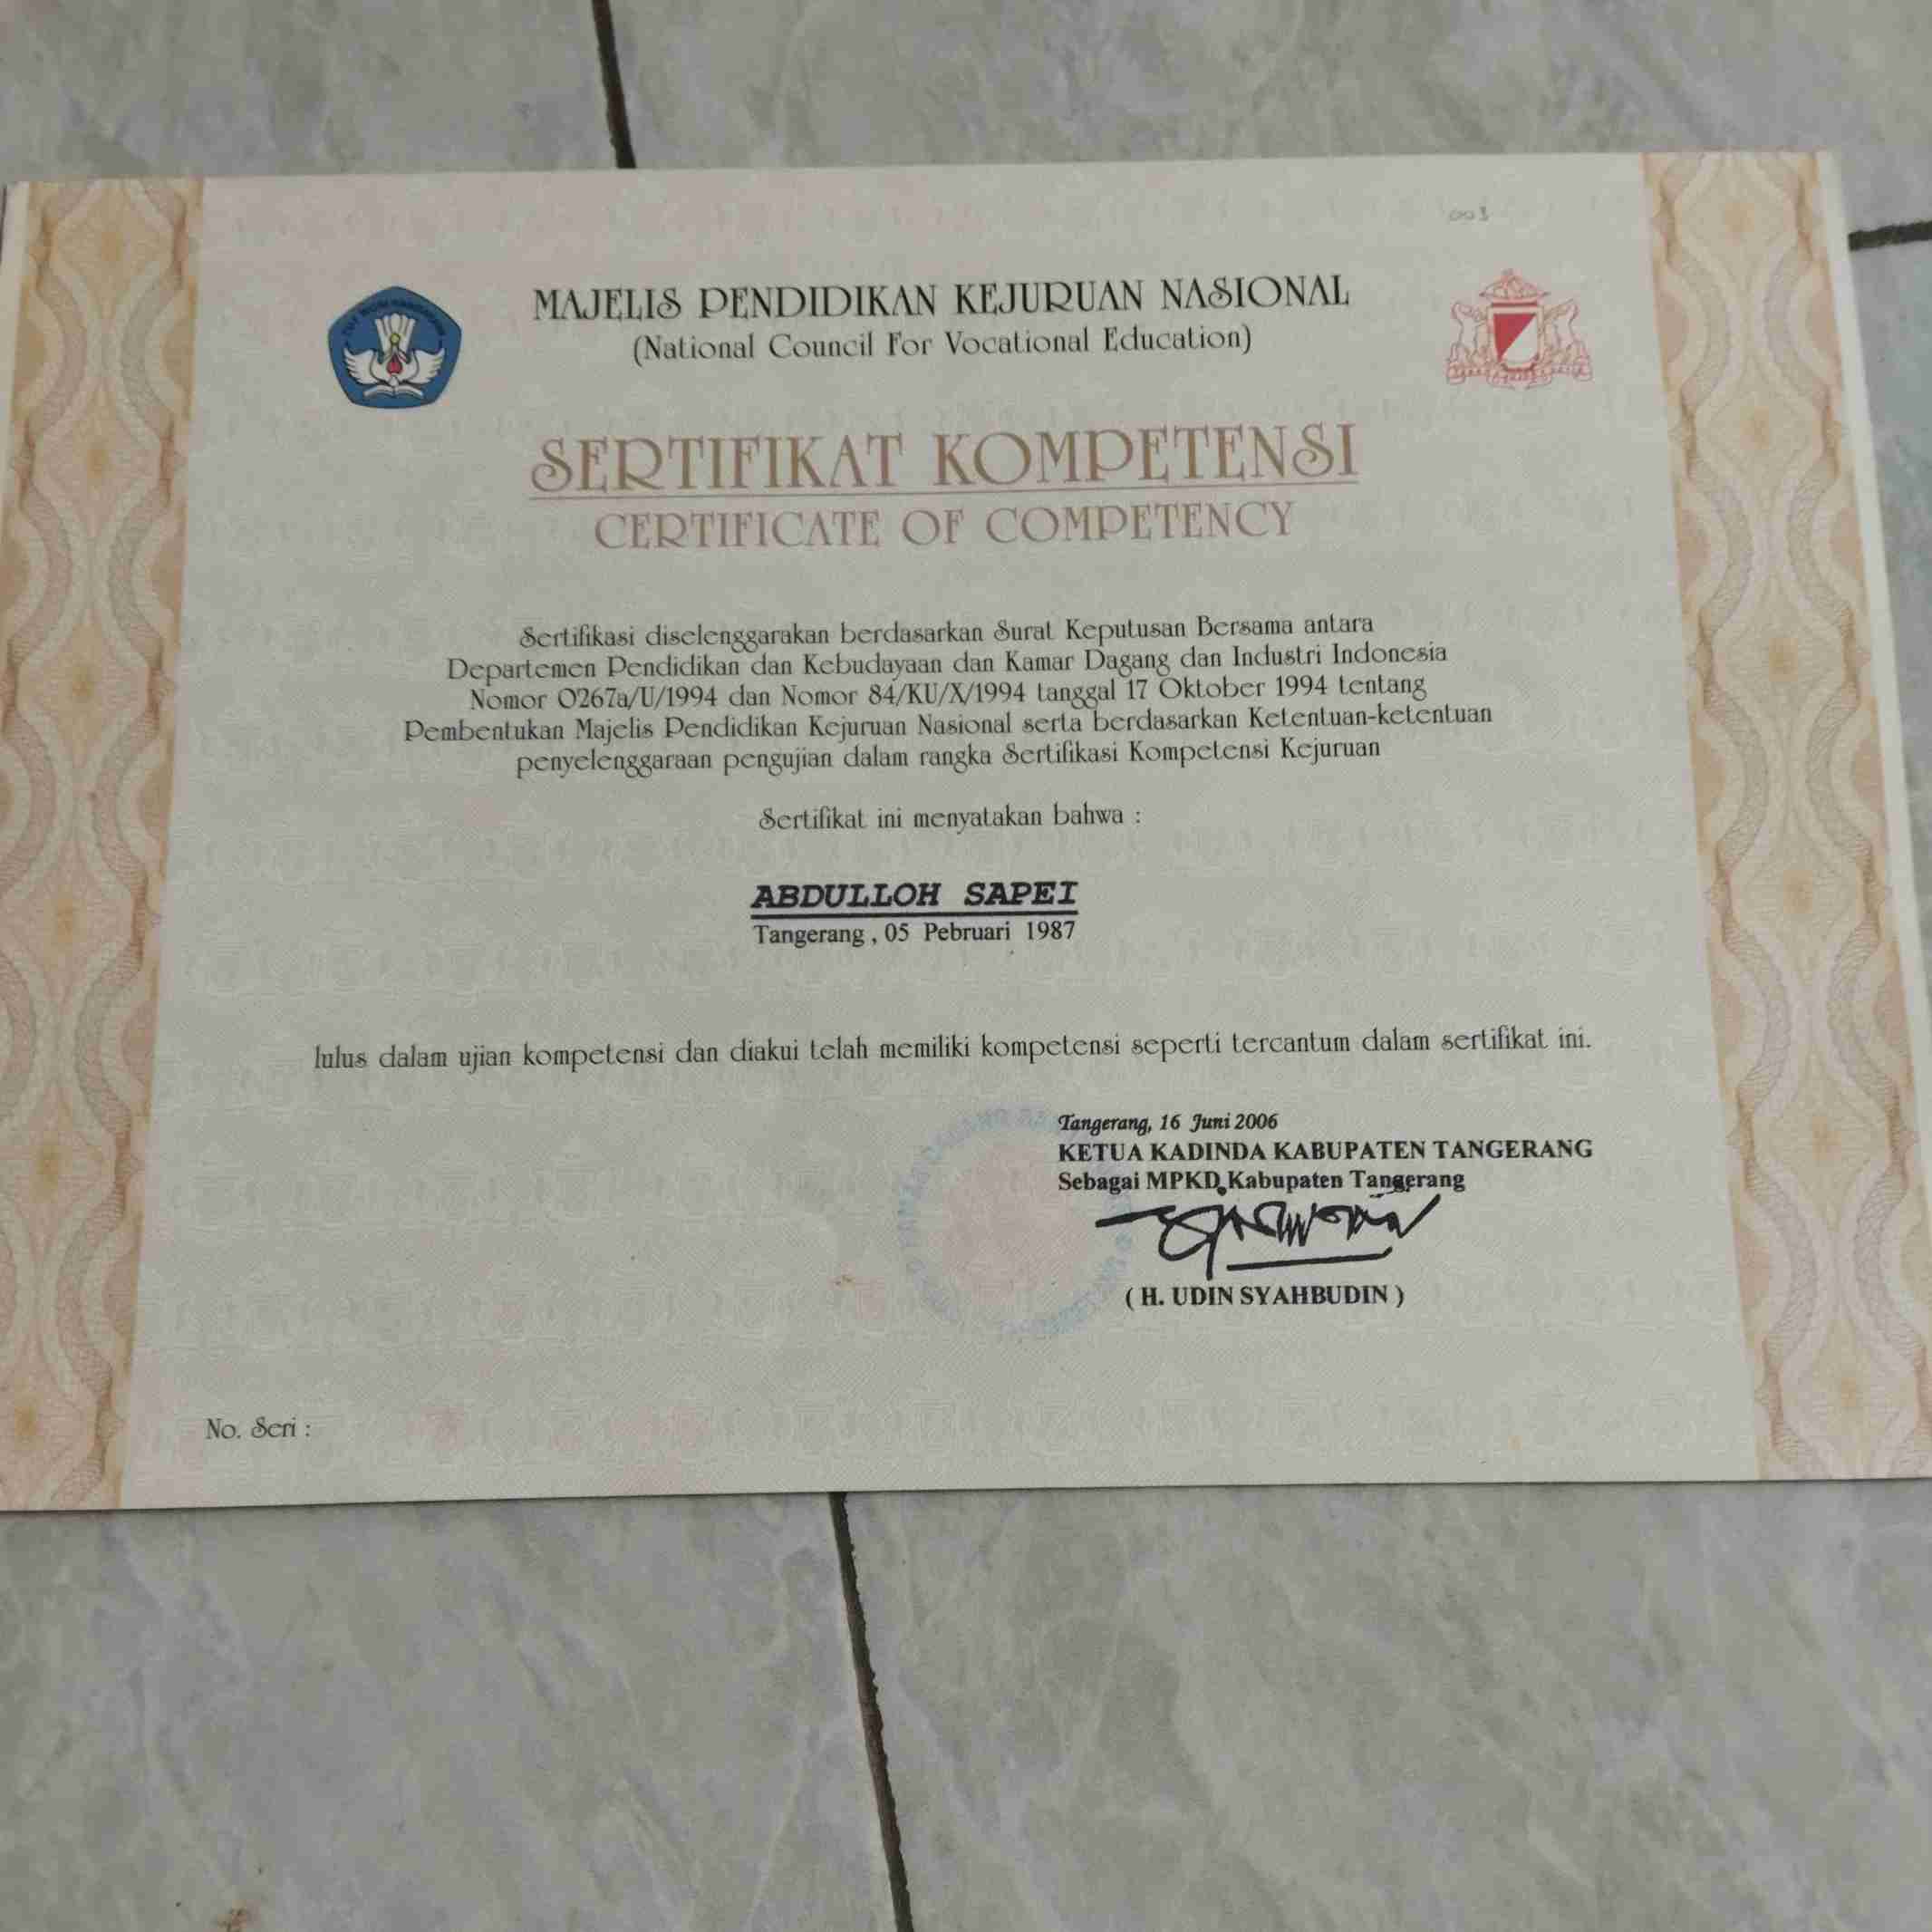 003
MAJELIS PENDIDIKAN KEJURUAN NASIONAL
(National Council For Vocational Education)
SERTIFIKAT KOMPETENSI
CERTIFICATE OF COMPETENCY
Sertifikasi diselenggarakan berdasarkan Surat Keputusan Bersama antara
Departemen Pendidikan dan Kebudayaan dan Kamar Dagang dan Industri Indonesia
Nomor 0267a/U/1994 dan Nomor 84/KU/X/1994 tanggal 17 Oktober 1994 tentang
Pembentukan Majelis Pendidikan Kejuruan Nasional serta berdasarkan Ketentuan-ketentuan
penyelenggaraan pengujian dalam rangka Sertifikasi Kompetensi Kejuruan
Sertifikat ini menyatakan bahwa :
ABDULLOH SAPEI
Tangerang , 05 Pebruari 1987
lulus dalam ujian kompetensi dan diakui telah memiliki kompetensi seperti tercantum dalam sertifikat ini.
Tangerang, 16 Juni 2006
KETUA KADINDA KABUPATEN TANGERANG
Sebagai MPKD Kabupaten Tangerang
( H. UDIN SYAHBUDIN )
No. Seri :